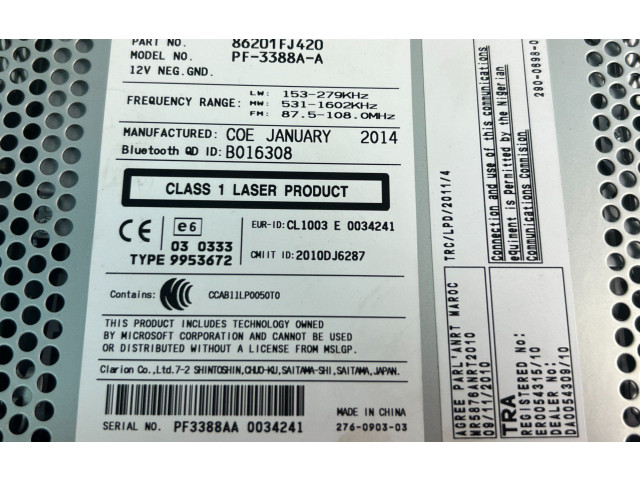 PART NO. 86201FJ420
MODEL NO. PF-3388A-A
12V NEG.GND.
FREQUENCY RANGE: LW: 153-279KHz
MW: 531-1602KHz
FM: 87.5-108.0MHz
MANUFACTURED: COE JANUARY 2014
Bluetooth QD ID: B016308
CLASS 1 LASER PRODUCT
CE e6 EUR-ID: CL1003 E 0034241
03 0333
TYPE 9953672 CMIIT ID: 2010DJ6287
Contains: CCAB11LP0050T0
THIS PRODUCT INCLUDES TECHNOLOGY OWNED
BY MICROSOFT CORPORATION AND CANNOT BE USED
OR DISTRIBUTED WITHOUT A LICENSE FROM MSLGP.
Clarion Co.,Ltd.7-2 SHINTOSHIN,CHUO-KU,SAITAMA-SHI,SAITAMA,JAPAN.
MADE IN CHINA
SERIAL NO. PF3388AA 0034241
276-0903-03
TRC/LPD/2011/4
Connection and use of this communications
equipment is Permitted by the Nigerian
Communications Commision
290-0698-0
AGREE PARL'ANRT MAROC
MR5876ANRT2010
09/11/2010
TRA
REGISTERED No:
ER0054315/10
DEALER No:
DA0054309/10